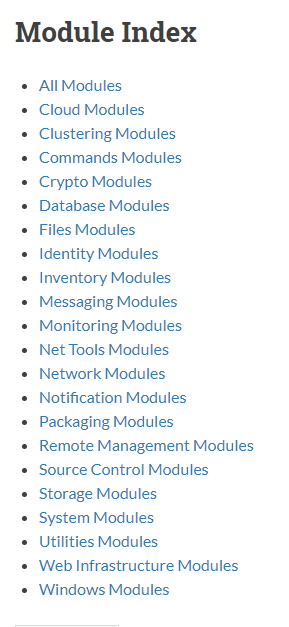 Module Index
All Modules
Cloud Modules
Clustering Modules
Commands Modules
Crypto Modules
Database Modules
Files Modules
Identity Modules
Inventory Modules
Messaging Modules
Monitoring Modules
Net Tools Modules
Network Modules
Notification Modules
Packaging Modules
Remote Management Modules
Source Control Modules
Storage Modules
System Modules
Utilities Modules
Web Infrastructure Modules
Windows Modules